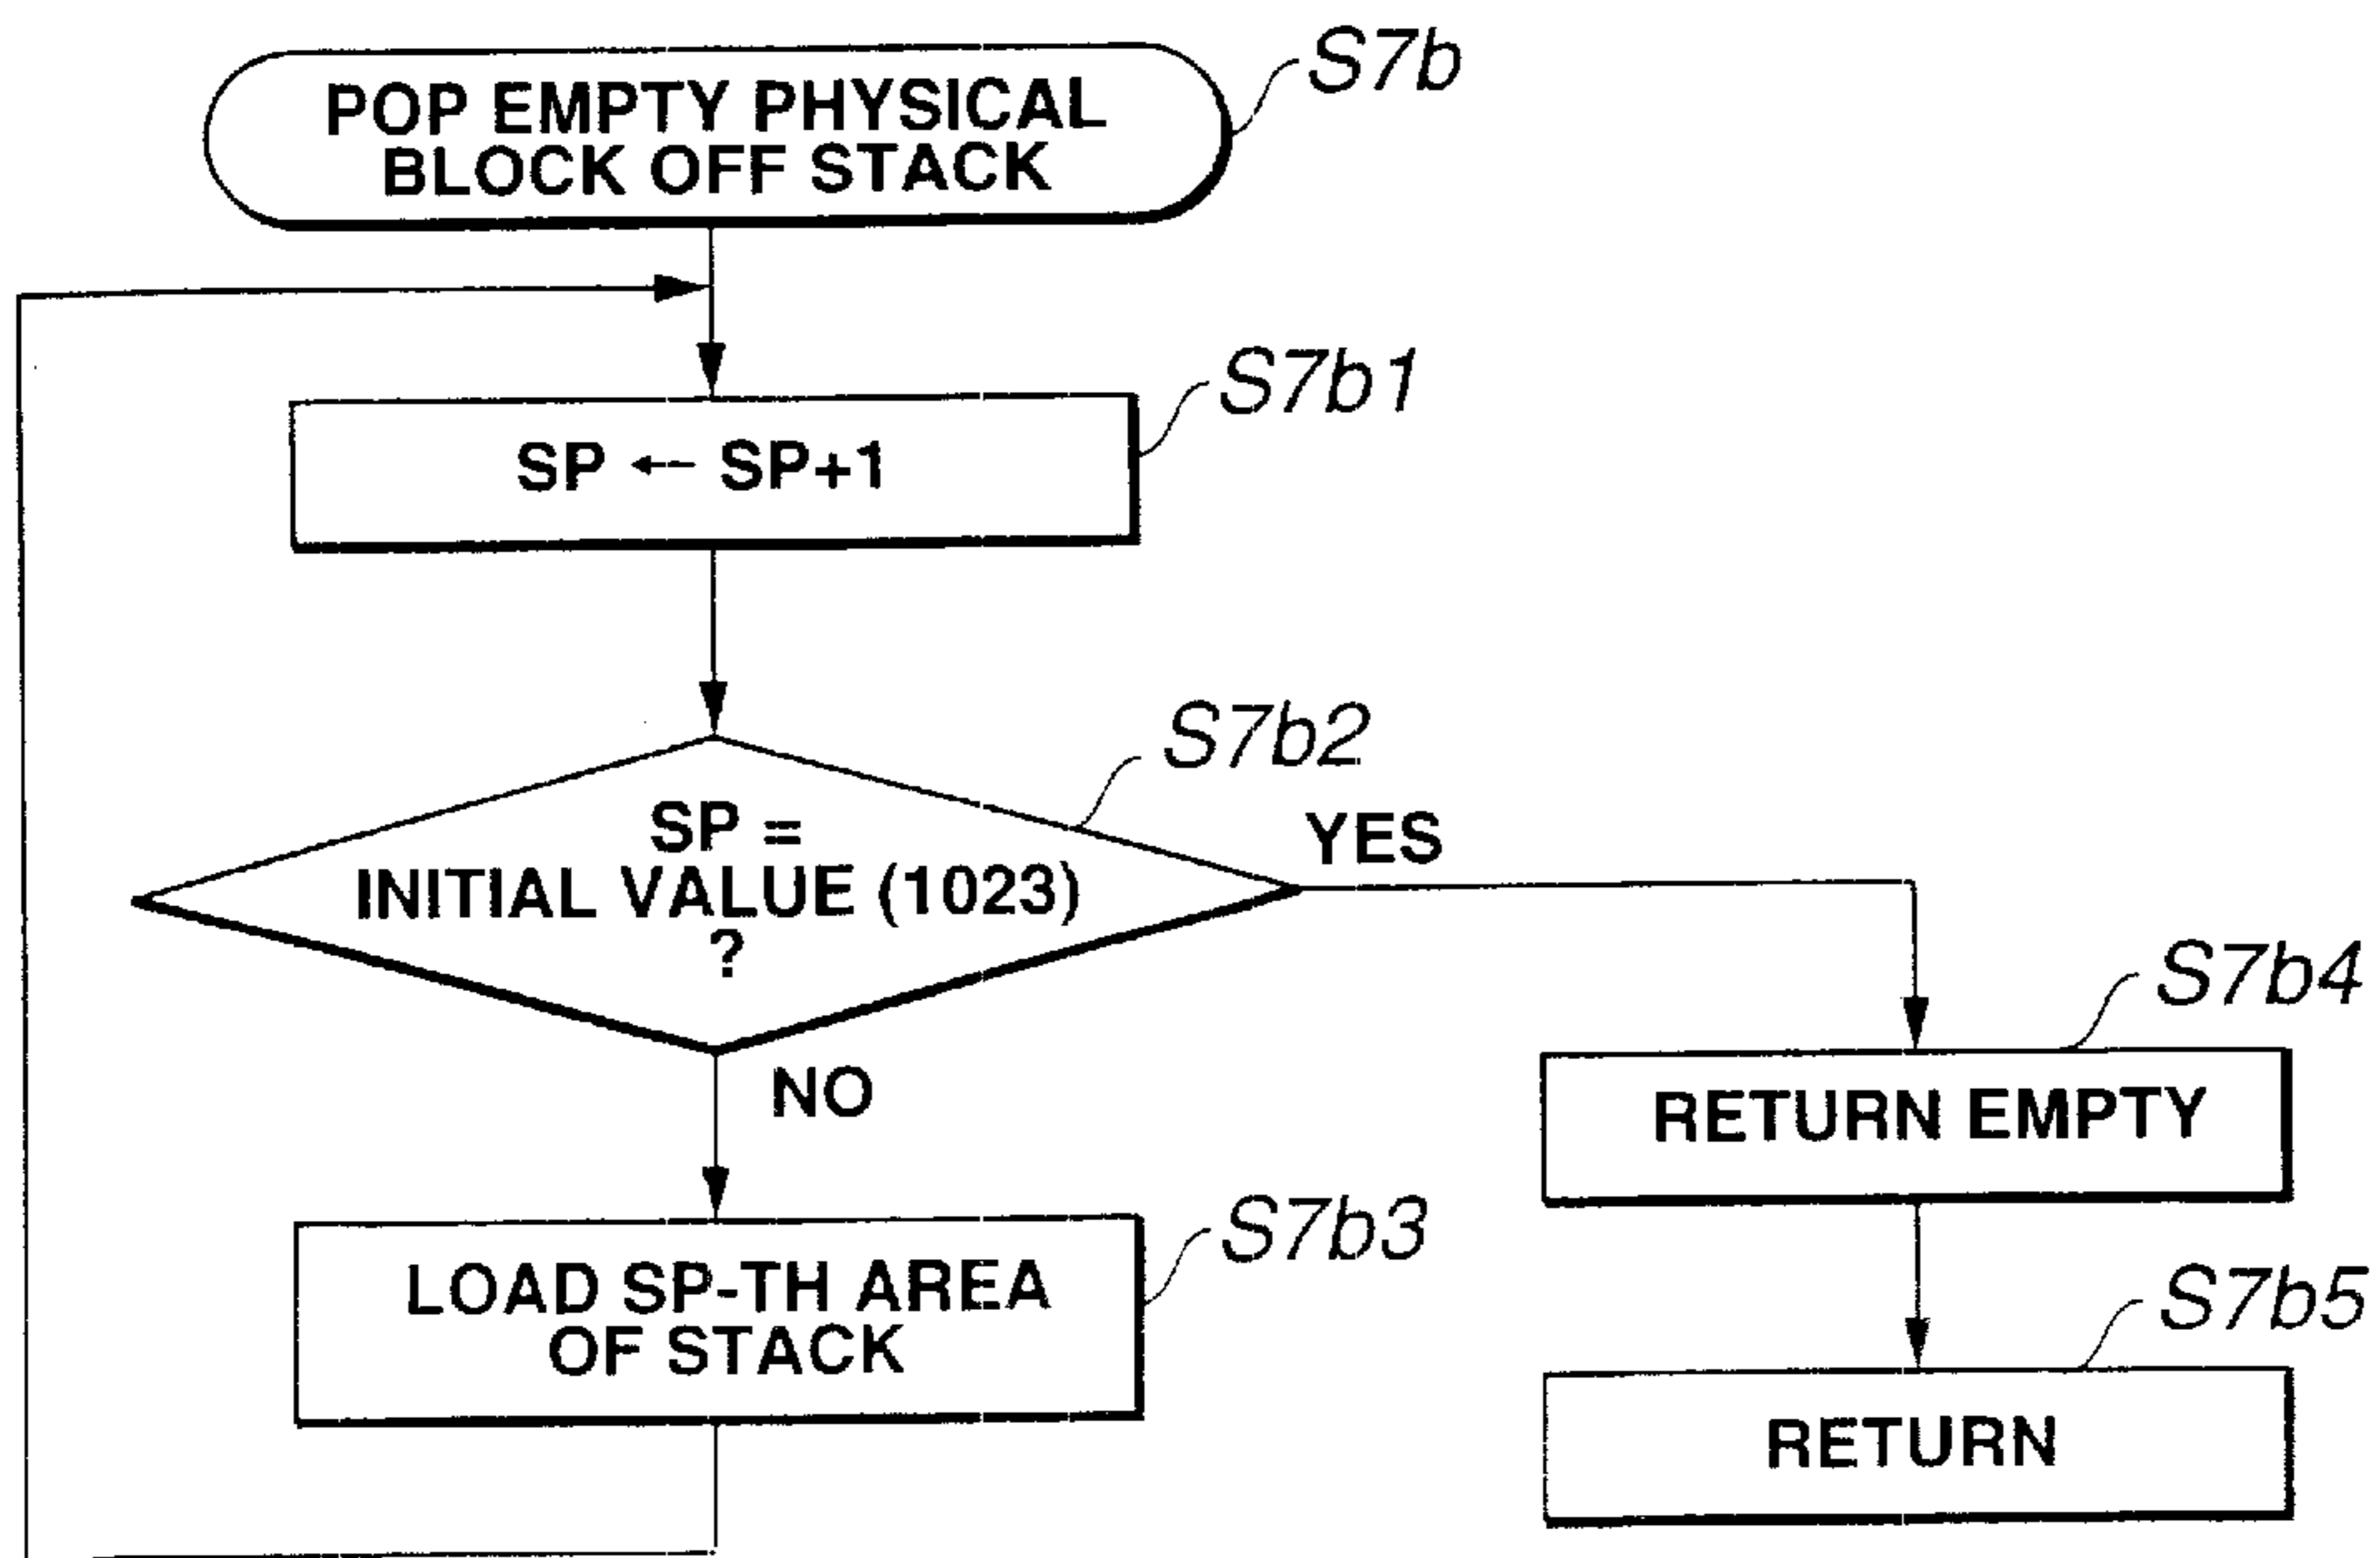 S7b
POP EMPTY PHYSICAL
BLOCK OFF STACK
S7b1
SP ← SP+1
S7b2
SP =
INITIAL VALUE (1023)
?
YES
NO
S7b4
RETURN EMPTY
S7b3
LOAD SP-TH AREA
OF STACK
S7b5
RETURN